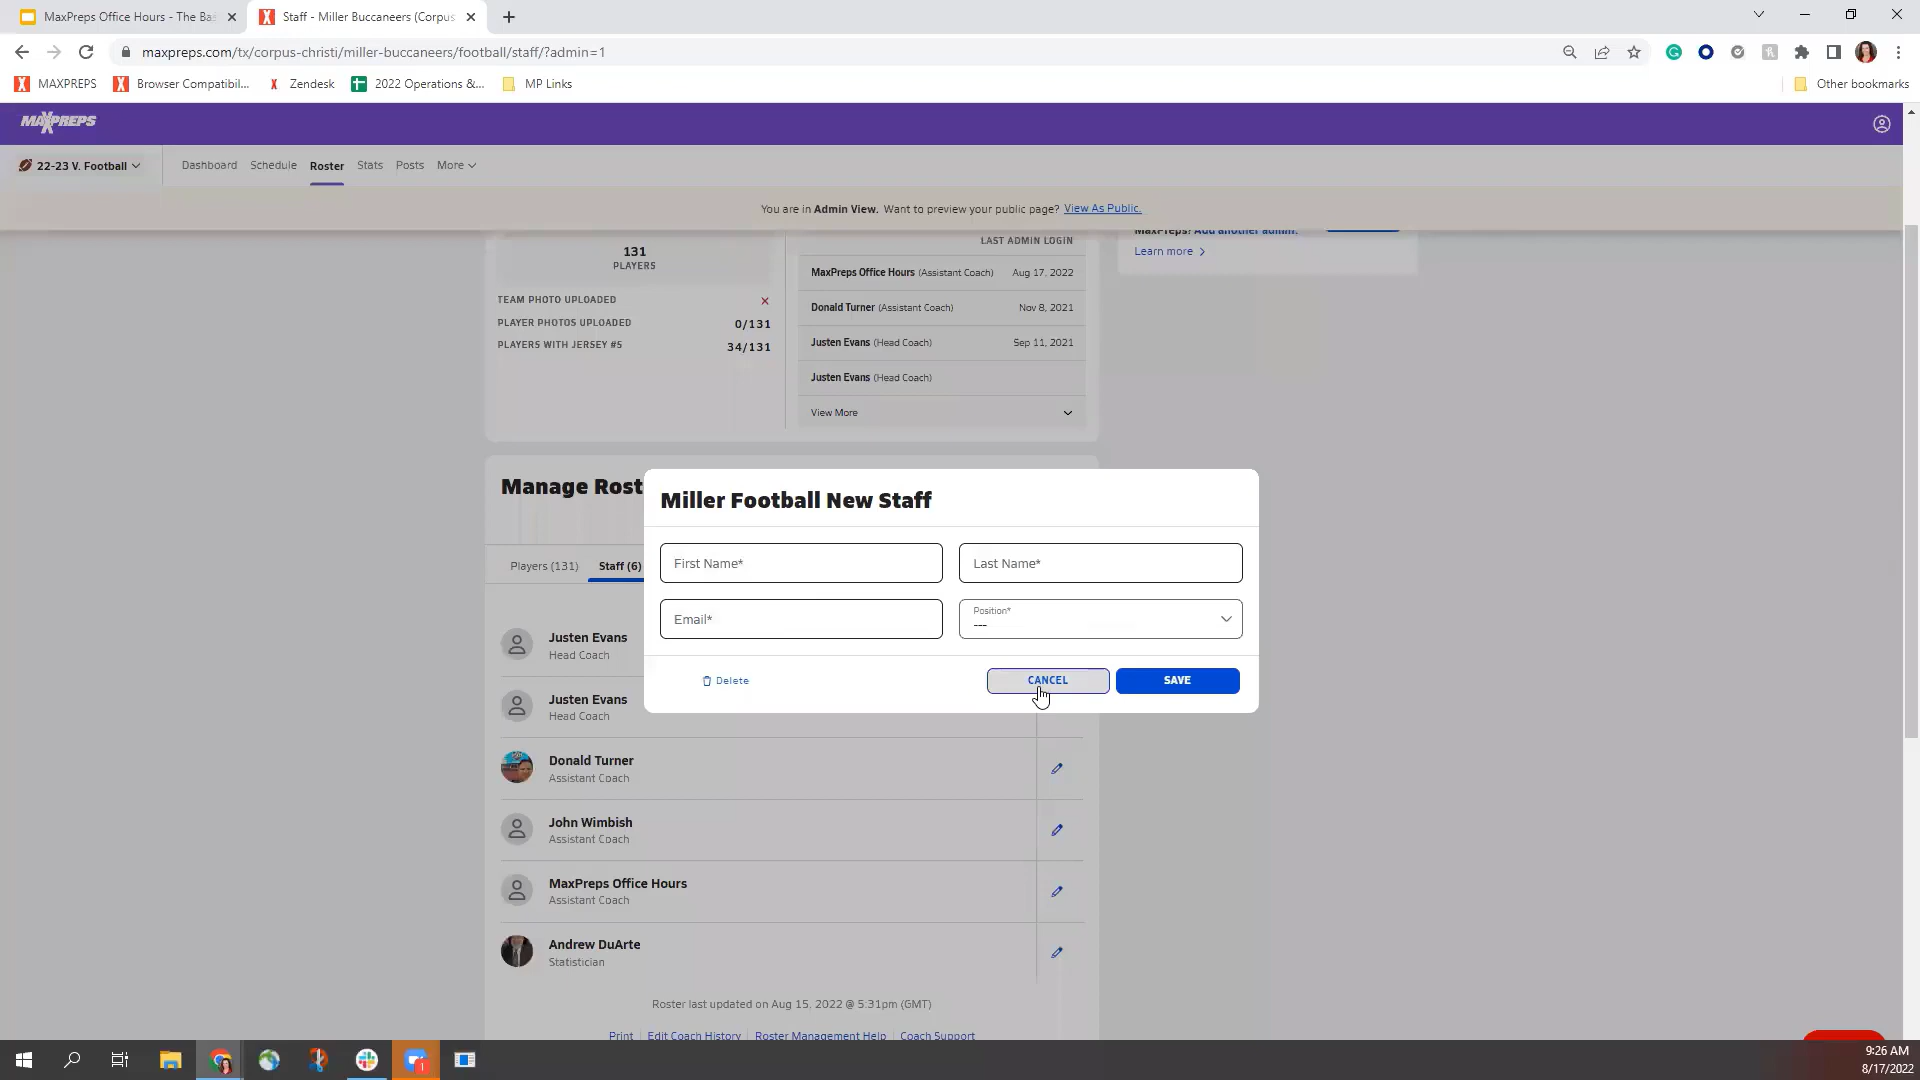 MaxPreps Office Hours - The Bas
Staff - Miller Buccaneers (Corpus
maxpreps.com/tx/corpus-christi/miller-buccaneers/football/staff/?admin=1
MAXPREPS
Browser Compatibil...
Zendesk
2022 Operations &...
MP Links
Other bookmarks
MAXPREPS
22-23 V. Football
Dashboard
Schedule
Roster
Stats
Posts
More
You are in Admin View. Want to preview your public page? View As Public.
131
PLAYERS
TEAM PHOTO UPLOADED
PLAYER PHOTOS UPLOADED 0/131
PLAYERS WITH JERSEY #S 34/131
LAST ADMIN LOGIN
MaxPreps Office Hours (Assistant Coach) Aug 17, 2022
Donald Turner (Assistant Coach) Nov 8, 2021
Justen Evans (Head Coach) Sep 11, 2021
Justen Evans (Head Coach)
View More
MaxPreps? Add another admin.
Learn more
Manage Rost
Players (131)
Staff (6)
Miller Football New Staff
First Name*
Last Name*
Email*
Position*
---
Delete
CANCEL
SAVE
Justen Evans
Head Coach
Justen Evans
Head Coach
Donald Turner
Assistant Coach
John Wimbish
Assistant Coach
MaxPreps Office Hours
Assistant Coach
Andrew DuArte
Statistician
Roster last updated on Aug 15, 2022 @ 5:31pm (GMT)
Print
Edit Coach History
Roster Management Help
Coach Support
1
9:26 AM
8/17/2022